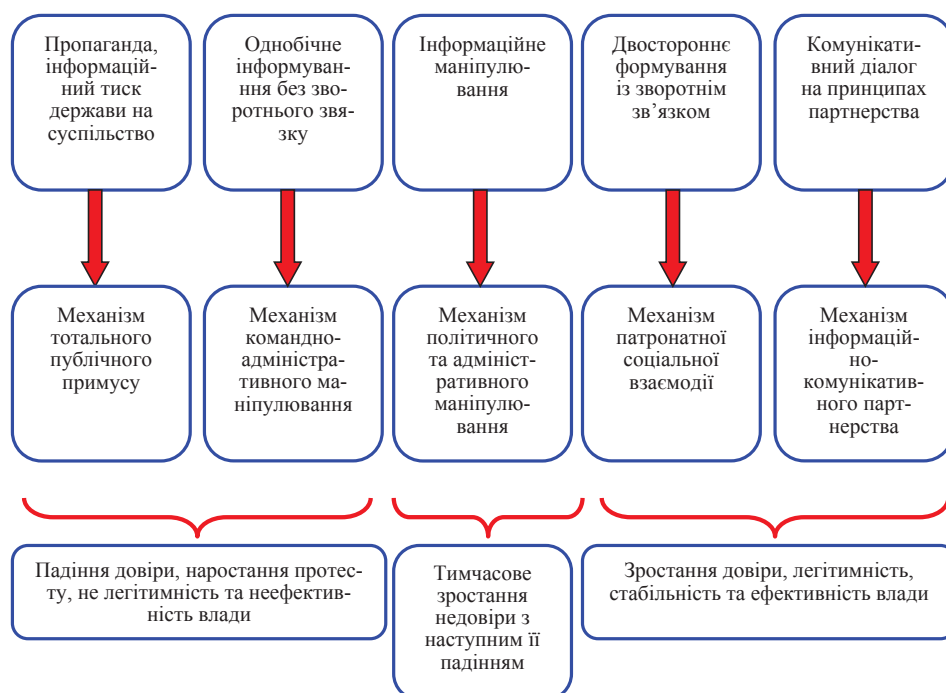 Пропаганда,
інформацій-
ний тиск
держави на
суспільство
Однобічне
інформуван-
ня без зво-
ротнього звя-
зку
Інформаційне
маніпулю-
вання
Двостороннє
формування
із зворотнім
зв’язком
Комунікати-
вний діалог
на принципах
партнерства
Механізм
тотального
публічного
примусу
Механізм
командно-
адміністра-
тивного ма-
ніпулювання
Механізм
політичного
та адмініст-
ративного
маніпулю-
вання
Механізм
патронатної
соціальної
взаємодії
Механізм
інформацій-
но-
комунікатив-
ного парт-
нерства
Падіння довіри, наростання протес-
ту, не легітимність та неефектив-
ність влади
Тимчасове
зростання
недовіри з
наступним її
падінням
Зростання довіри, легітимність,
стабільність та ефективність влади